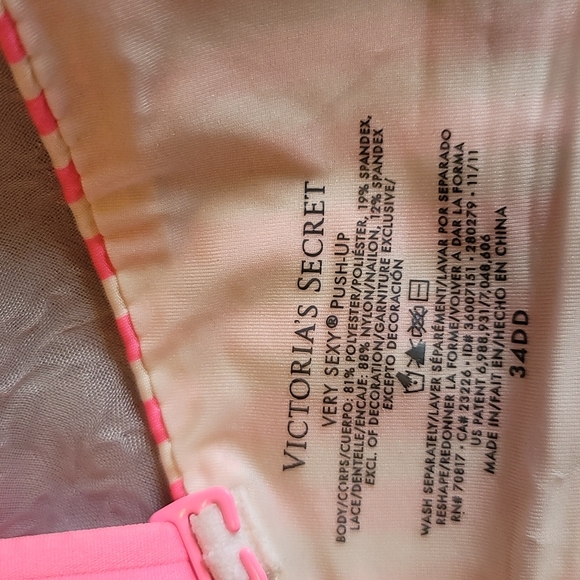 VICTORIA'S SECRET
VERY SEXY® PUSH-UP
BODY/CORPS/CUERPO: 81% POLYESTER/POLIÉSTER, 19% SPANDEX,
LACE/DENTELLE/ENCAJE: 88% NYLON/NAILON, 12% SPANDEX
EXCL. OF DECORATION/GARNITURE EXCLUSIVE/
EXCEPTO DECORACIÓN
WASH SEPARATELY/LAVER SÉPARÉMENT/LAVAR POR SEPARADO
RESHAPE/REDONNER LA FORME/VOLVER A DAR LA FORMA
RN# 70817 · CA# 23226 · ID# 36007151 · 280279 · 11/11
US PATENT 6,988,931/7,048,606
MADE IN/FAIT EN/HECHO EN CHINA
34DD